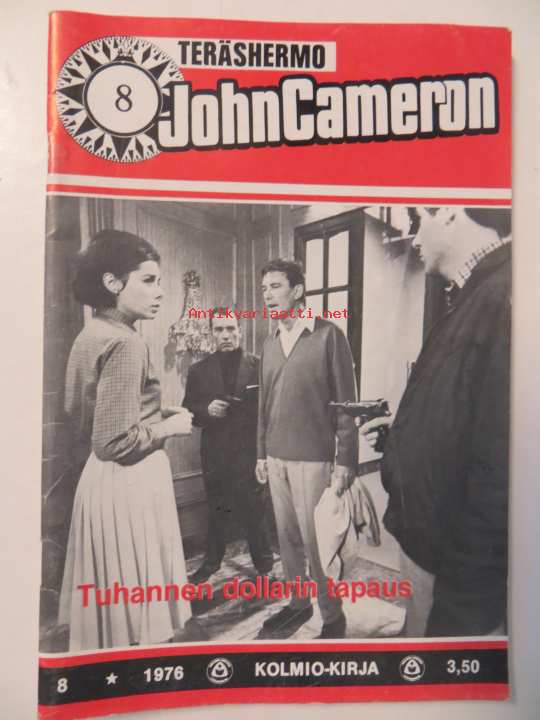 TERÄSHERMO
8
JohnCameron
Antikvariaatti.net
Tuhannen dollarin tapaus
8 ★ 1976 KOLMIO-KIRJA 3,50